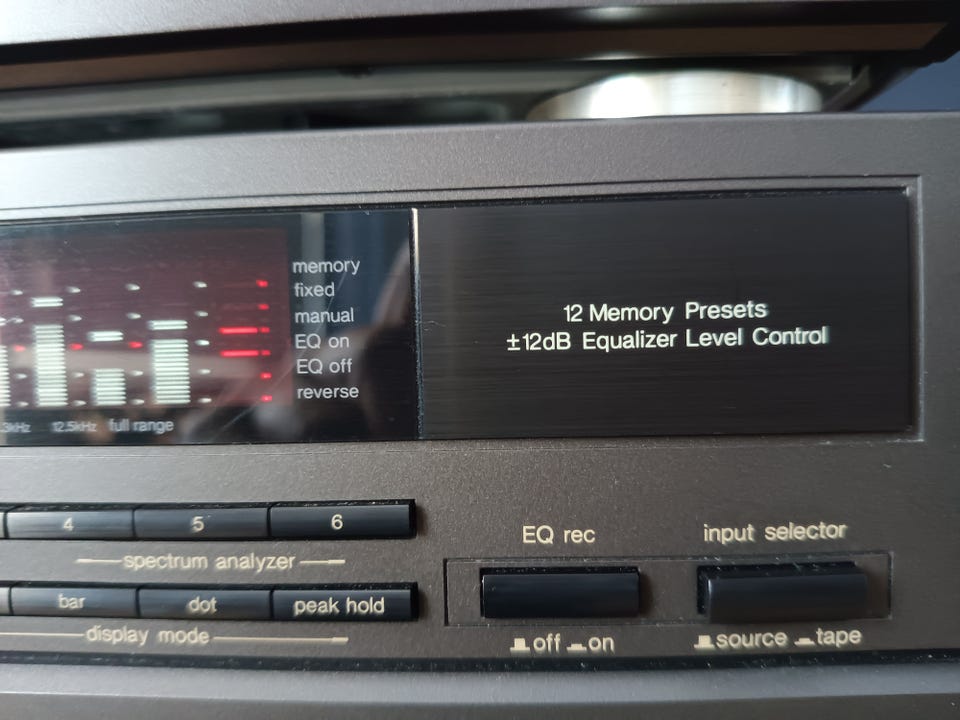 memory
fixed
manual
EQ on
EQ off
reverse
12.5kHz full range
12 Memory Presets
±12dB Equalizer Level Control
4 5 6
spectrum analyzer
bar dot peak hold
display mode
EQ rec
off on
input selector
source tape